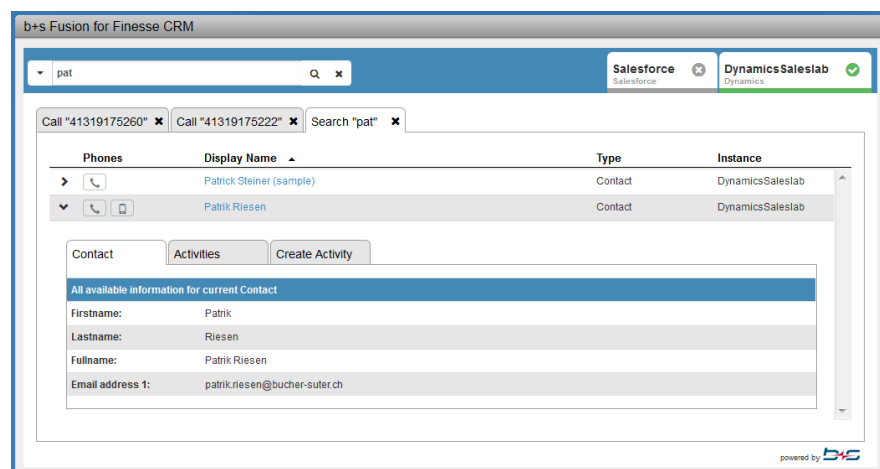 b+s Fusion for Finesse CRM
pat
Salesforce
Salesforce
DynamicsSaleslab
Dynamics
Call "41319175260" Call "41319175222" Search "pat"
Phones Display Name Type Instance
Patrick Steiner (sample) Contact DynamicsSaleslab
Patrik Riesen Contact DynamicsSaleslab
Contact Activities Create Activity
All available information for current Contact
Firstname: Patrik
Lastname: Riesen
Fullname: Patrik Riesen
Email address 1: patrik.riesen@bucher-suter.ch
powered by b+s